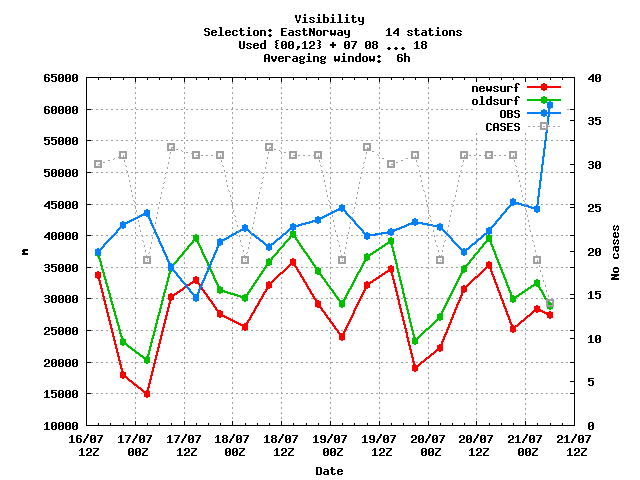 Visibility
Selection: EastNorway     14 stations
Used {00,12} + 07 08 ... 18
Averaging window:  6h
65000
60000
55000
50000
45000
40000
35000
30000
25000
20000
15000
10000
m
40
35
30
25
20
15
10
5
0
No cases
newsurf
oldsurf
OBS
CASES
16/07 17/07 17/07 18/07 18/07 19/07 19/07 20/07 20/07 21/07 21/07
12Z 00Z 12Z 00Z 12Z 00Z 12Z 00Z 12Z 00Z 12Z
Date